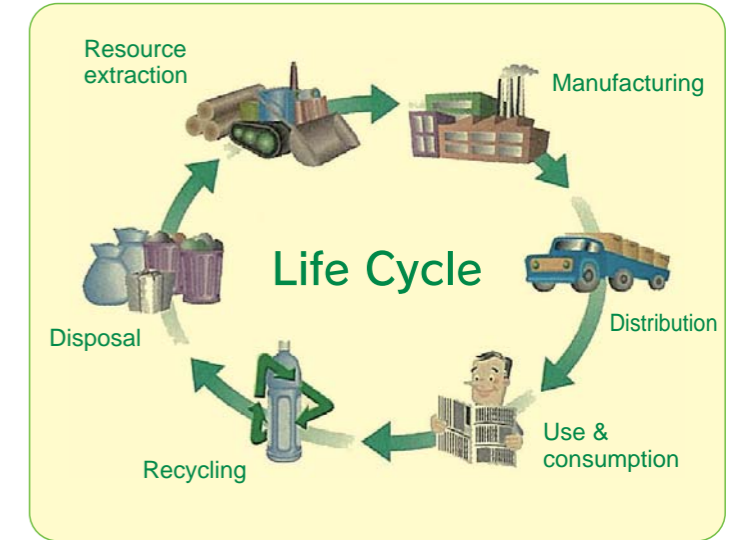 Resource
extraction
Manufacturing
Life Cycle
Distribution
Disposal
Use &
consumption
Recycling